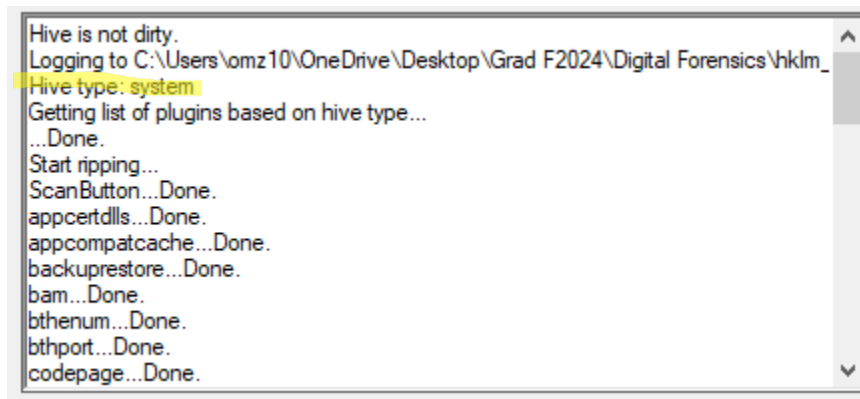 Hive is not dirty.
Logging to C:\Users\omz10\OneDrive\Desktop\Grad F2024\Digital Forensics\hklm_
Hive type: system
Getting list of plugins based on hive type...
...Done.
Start ripping...
ScanButton...Done.
appcertdlls...Done.
appcompatcache...Done.
backuprestore...Done.
bam...Done.
bthenum...Done.
bthport...Done.
codepage...Done.